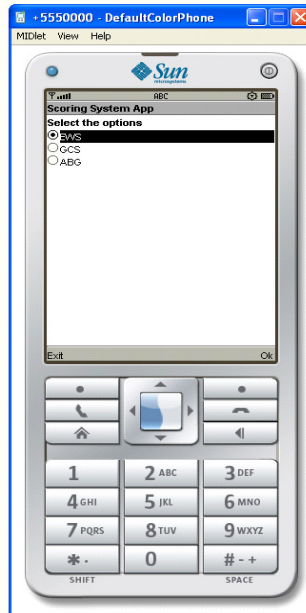 +5550000 - DefaultColorPhone
MIDlet View Help
Sun
microsystems
ABC
Scoring System App
Select the options
EWS
GCS
ABG
Exit Ok
1 2 ABC 3 DEF
4 GHI 5 JKL 6 MNO
7 PQRS 8 TUV 9 WXYZ
* . 0 # - +
SHIFT SPACE